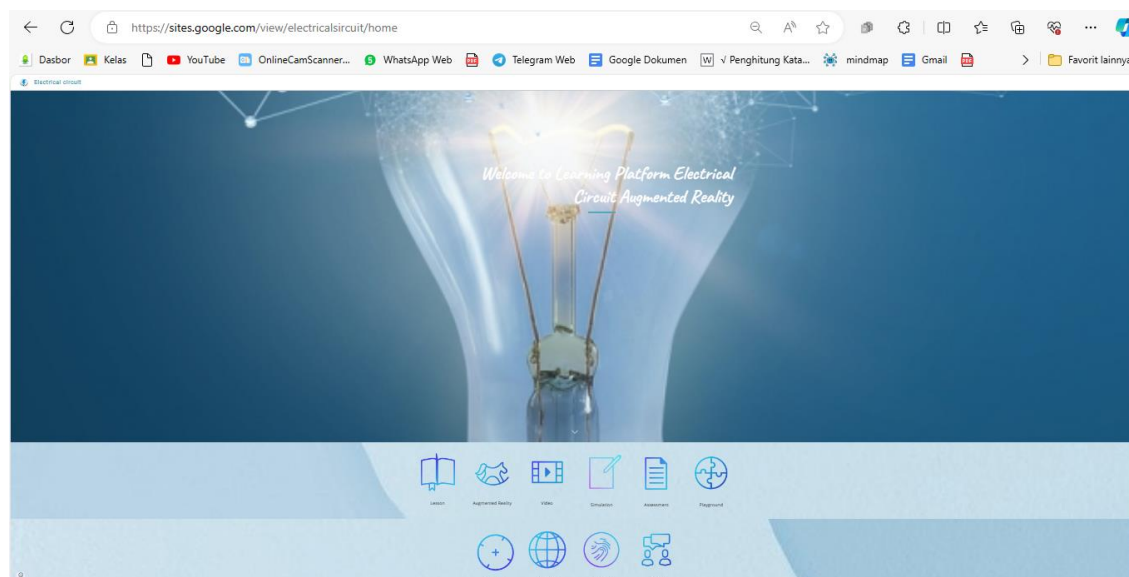 https://sites.google.com/view/electricalsircuit/home
Dasbor Kelas YouTube OnlineCamScanner... WhatsApp Web Telegram Web Google Dokumen √ Penghitung Kata... mindmap Gmail Favorit lainnya
Electrical circuit
Welcome to Learning Platform Electrical
Circuit Augmented Reality
Lesson Augmented Reality Video Simulation Assessment Playground